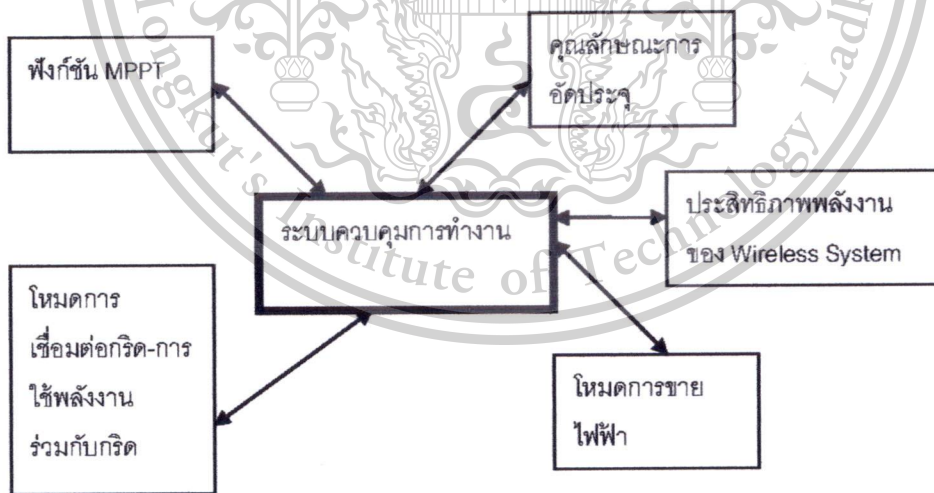 ฟังก์ชัน MPPT
คุณลักษณะการ
อัดประจุ
ระบบควบคุมการทำงาน
ประสิทธิภาพพลังงาน
ของ Wireless System
โหมดการ
เชื่อมต่อกริด-การ
ใช้พลังงาน
ร่วมกับกริด
โหมดการขาย
ไฟฟ้า
ongkut's Institute of Technology Lad